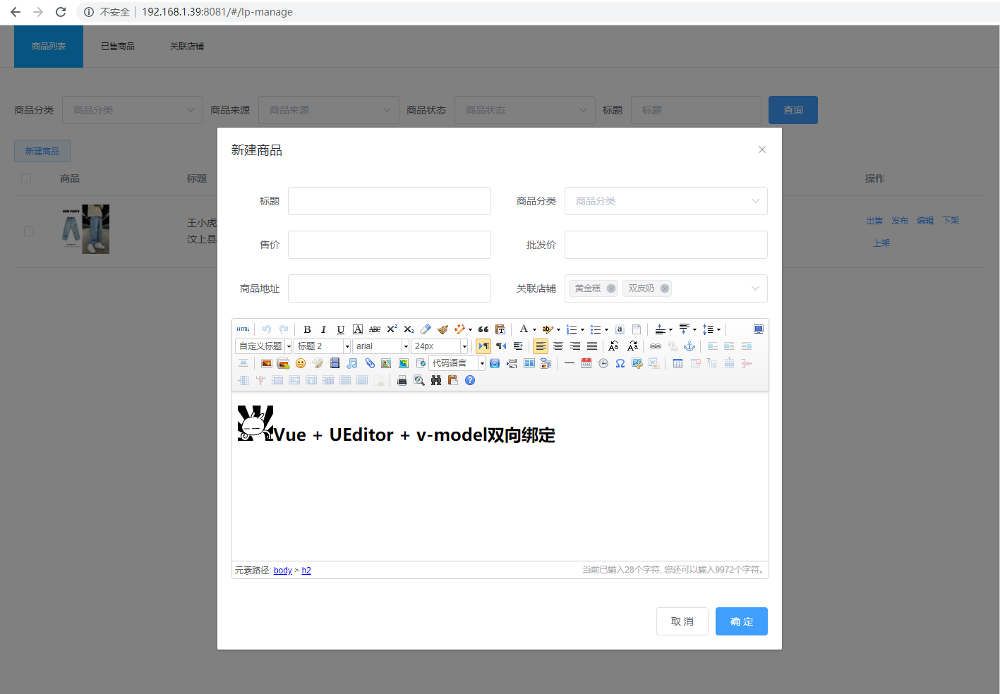 不安全 192.168.1.39:8081/#/lp-manage
商品列表 已售商品 关联店铺
商品分类 商品分类 商品来源 商品来源 商品状态 商品状态 标题 标题 查询
新建商品
商品 标题 操作
王小虎
汶上县
出售 发布 编辑 下架
上架
新建商品
标题 商品分类 商品分类
售价 批发价
商品地址 关联店铺 黄金糕 双皮奶
HTML B I U A ABC X² X₂ T A ab a
自定义标题 标题 2 arial 24px
代码语言
Vue + UEditor + v-model双向绑定
元素路径: body > h2 当前已输入28个字符, 您还可以输入9972个字符。
取 消 确 定